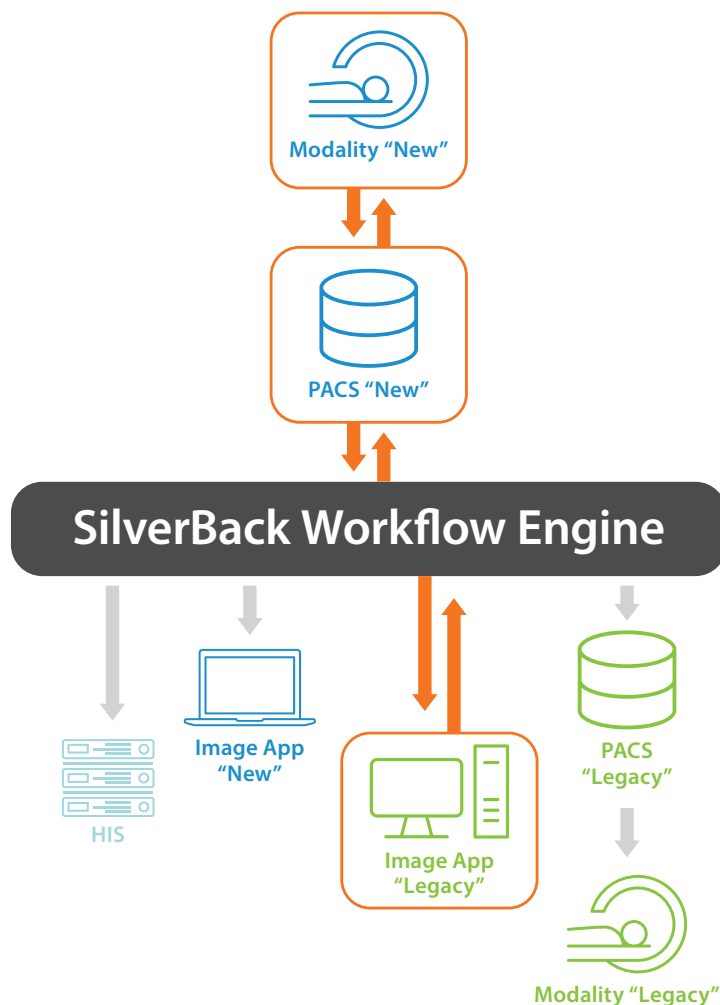 Modality “New”
PACS “New”
SilverBack Workflow Engine
Image App
“New”
HIS
PACS
“Legacy”
Image App
“Legacy”
Modality “Legacy”